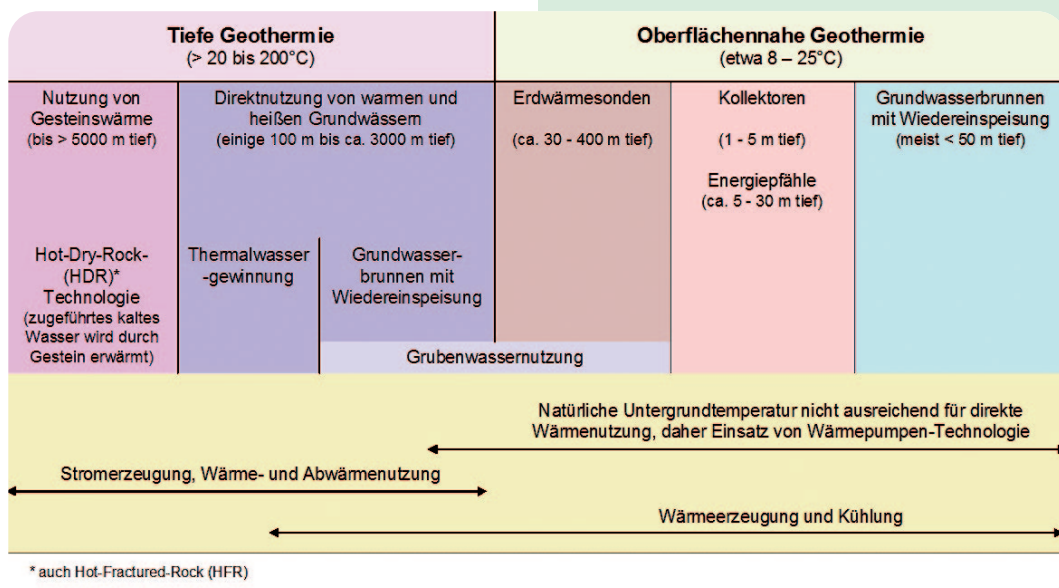 Tiefe Geothermie
(> 20 bis 200°C)
Oberflächennahe Geothermie
(etwa 8 – 25°C)
Nutzung von
Gesteinswärme
(bis > 5000 m tief)
Direktnutzung von warmen und
heißen Grundwässern
(einige 100 m bis ca. 3000 m tief)
Erdwärmesonden
(ca. 30 - 400 m tief)
Kollektoren
(1 - 5 m tief)
Energiepfähle
(ca. 5 - 30 m tief)
Grundwasserbrunnen
mit Wiedereinspeisung
(meist < 50 m tief)
Hot-Dry-Rock-
(HDR)*
Technologie
(zugeführtes kaltes
Wasser wird durch
Gestein erwärmt)
Thermalwasser
-gewinnung
Grundwasser-
brunnen mit
Wiedereinspeisung
Grubenwassernutzung
Natürliche Untergrundtemperatur nicht ausreichend für direkte
Wärmenutzung, daher Einsatz von Wärmepumpen-Technologie
Stromerzeugung, Wärme- und Abwärmenutzung
Wärmeerzeugung und Kühlung
* auch Hot-Fractured-Rock (HFR)